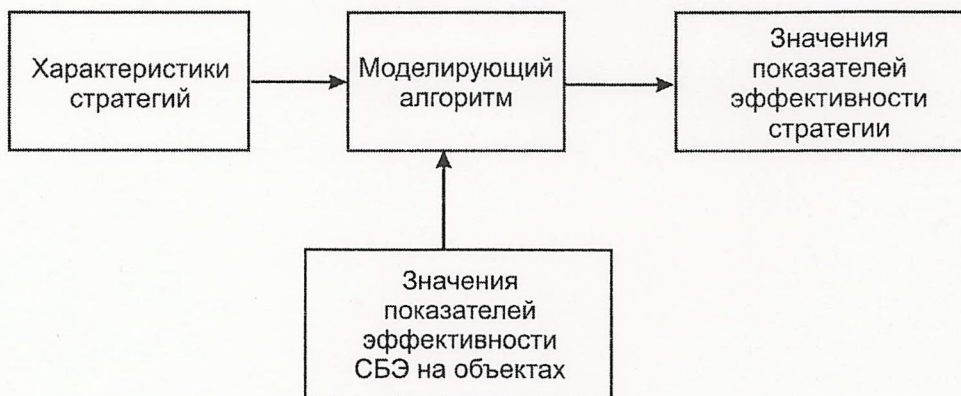 Характеристики
стратегий
Моделирующий
алгоритм
Значения
показателей
эффективности
стратегии
Значения
показателей
эффективности
СБЭ на объектах